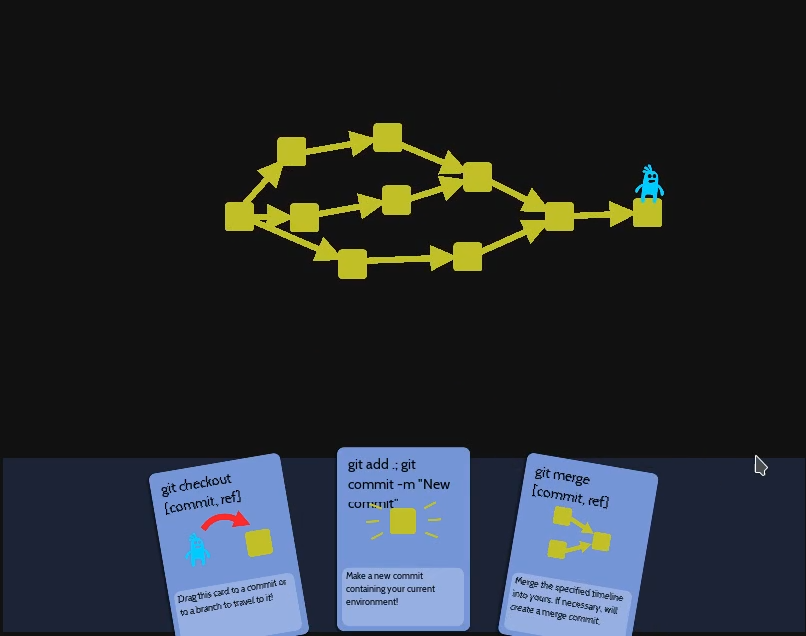 git checkout
[commit, ref]
Drag this card to a commit or
to a branch to travel to it!
git add .; git
commit -m "New
commit"
Make a new commit
containing your current
environment!
git merge
[commit, ref]
Merge the specified timeline
into yours. If necessary, will
create a merge commit.